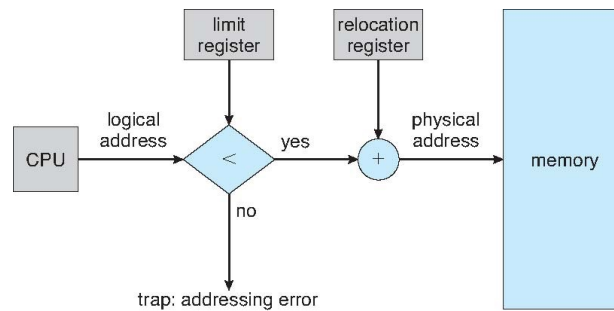 limit
register
relocation
register
logical
address
physical
address
CPU
<
yes
+
memory
no
trap: addressing error